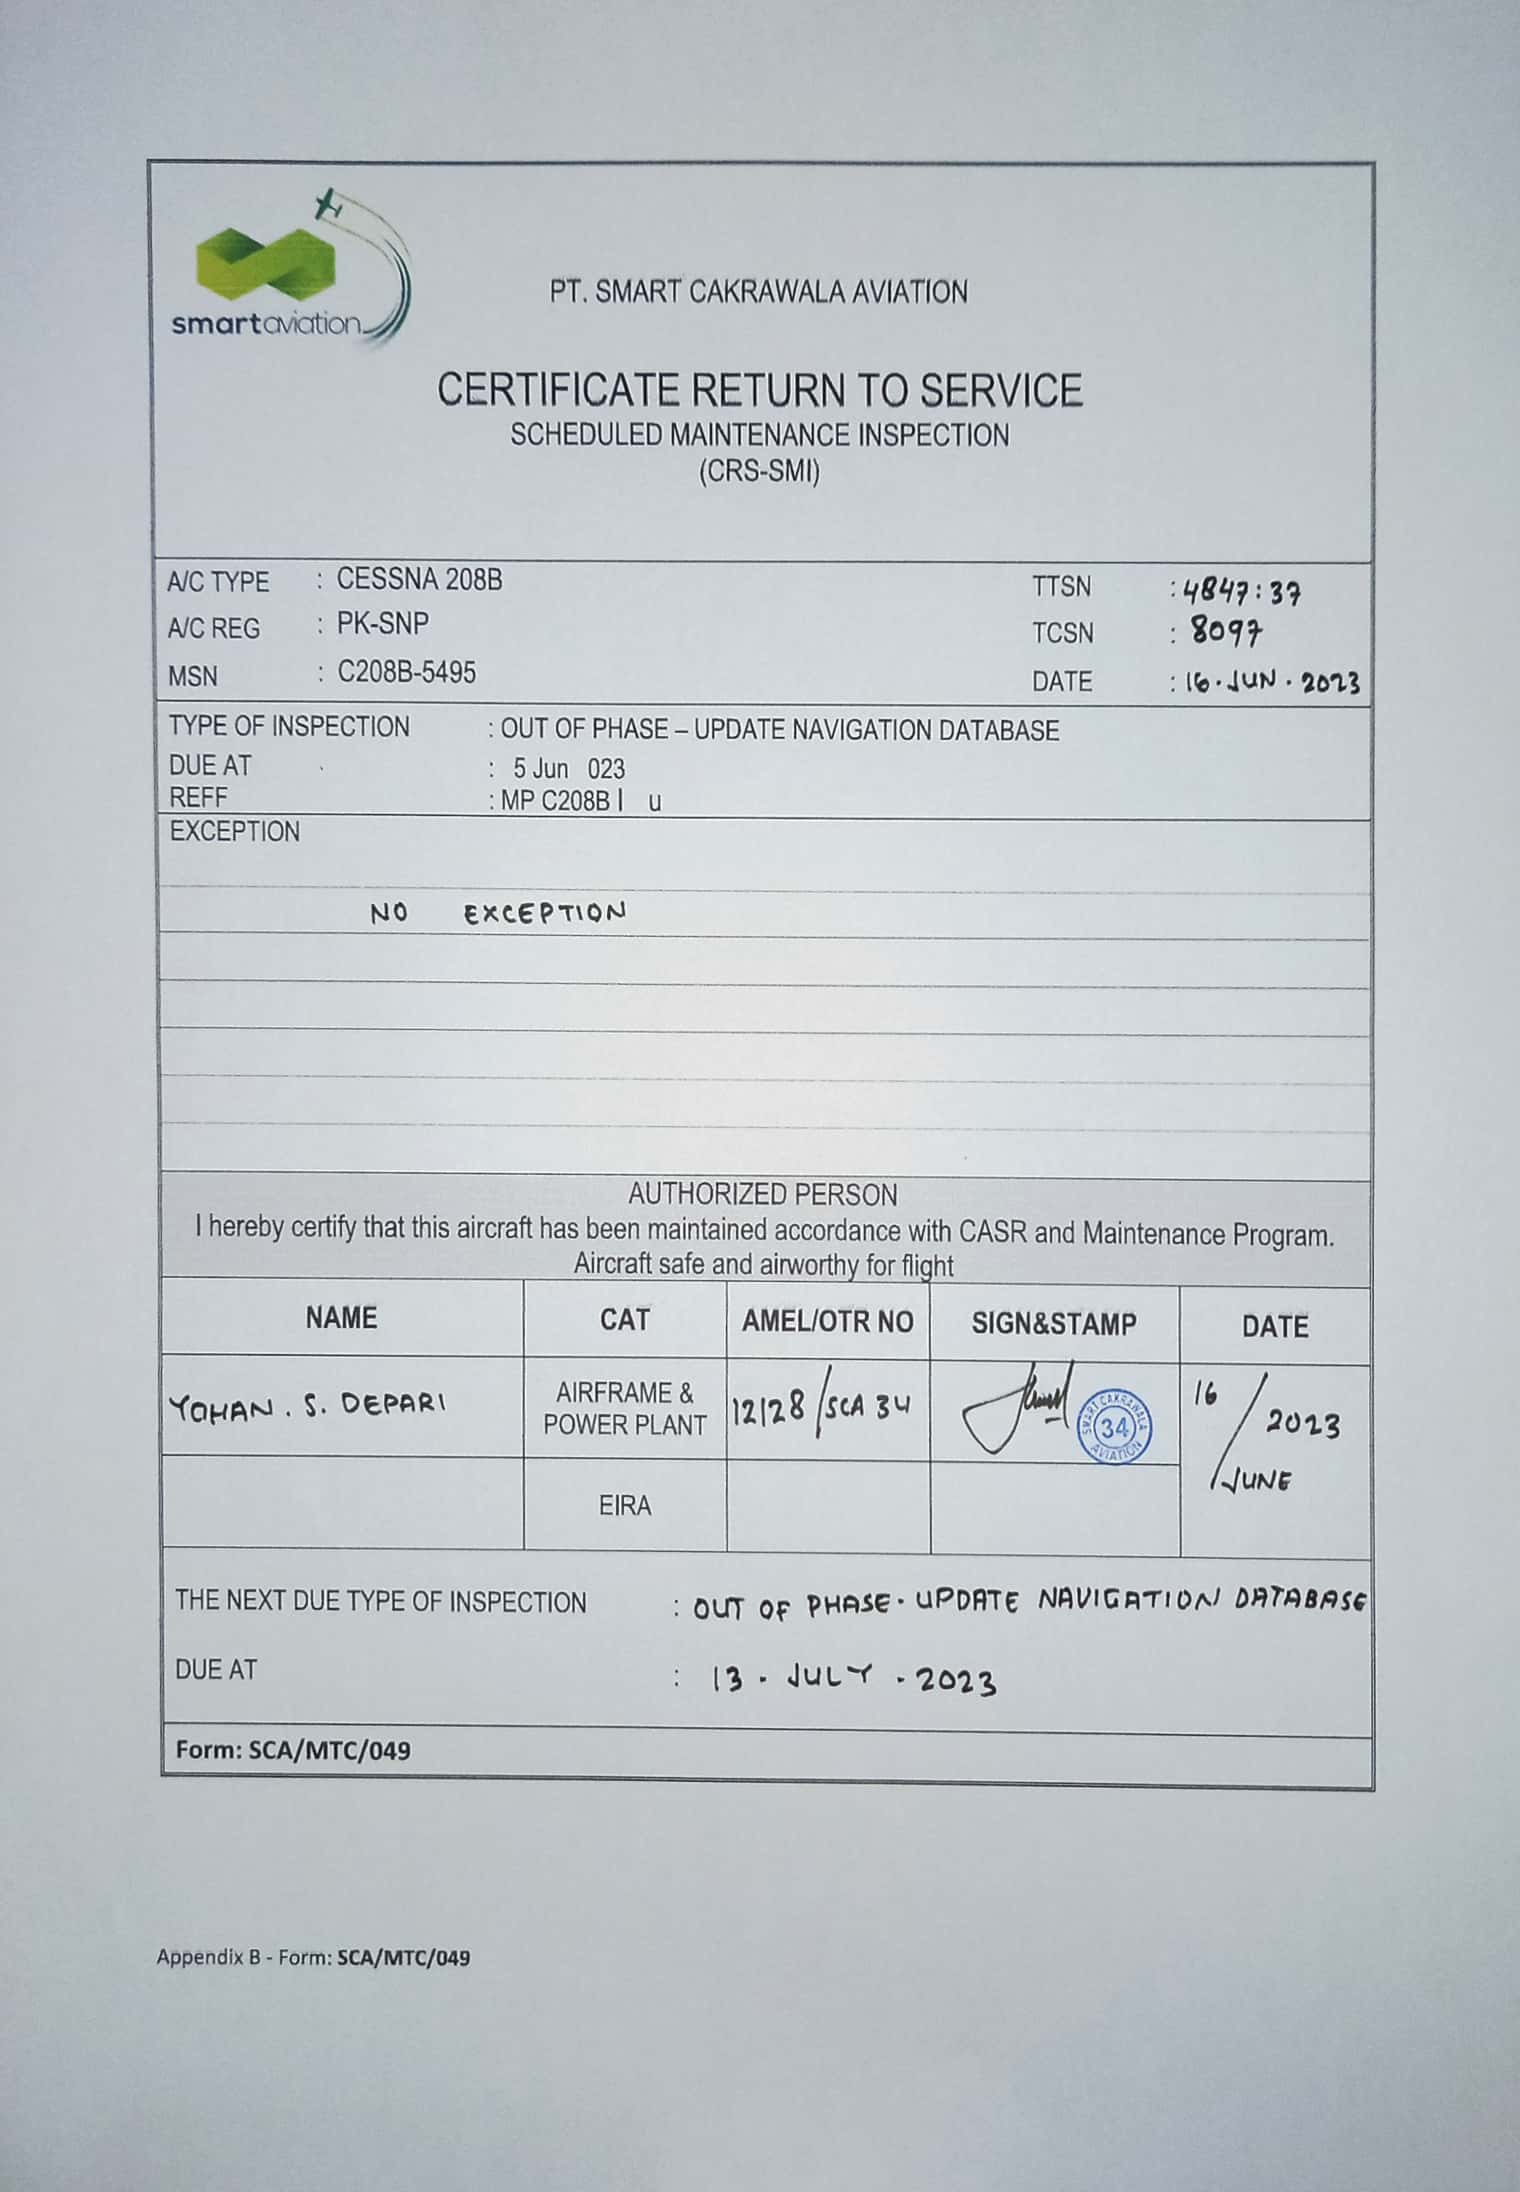 smartaviation
PT. SMART CAKRAWALA AVIATION
CERTIFICATE RETURN TO SERVICE
SCHEDULED MAINTENANCE INSPECTION
(CRS-SMI)
A/C TYPE : CESSNA 208B TTSN : 4847:37
A/C REG : PK-SNP TCSN : 8097
MSN : C208B-5495 DATE : 16.JUN.2023
TYPE OF INSPECTION : OUT OF PHASE – UPDATE NAVIGATION DATABASE
DUE AT : 5 Jun 023
REFF : MP C208B
EXCEPTION
NO EXCEPTION
AUTHORIZED PERSON
I hereby certify that this aircraft has been maintained accordance with CASR and Maintenance Program.
Aircraft safe and airworthy for flight
NAME CAT AMEL/OTR NO SIGN&STAMP DATE
YOHAN. S. DEPARI AIRFRAME & POWER PLANT 12128/SCA 34 SMART CAKRAWALA 34 AVIATION 16/JUNE/2023
EIRA
THE NEXT DUE TYPE OF INSPECTION : OUT OF PHASE. UPDATE NAVIGATION DATABASE
DUE AT : 13. JULY. 2023
Form: SCA/MTC/049
Appendix B - Form: SCA/MTC/049